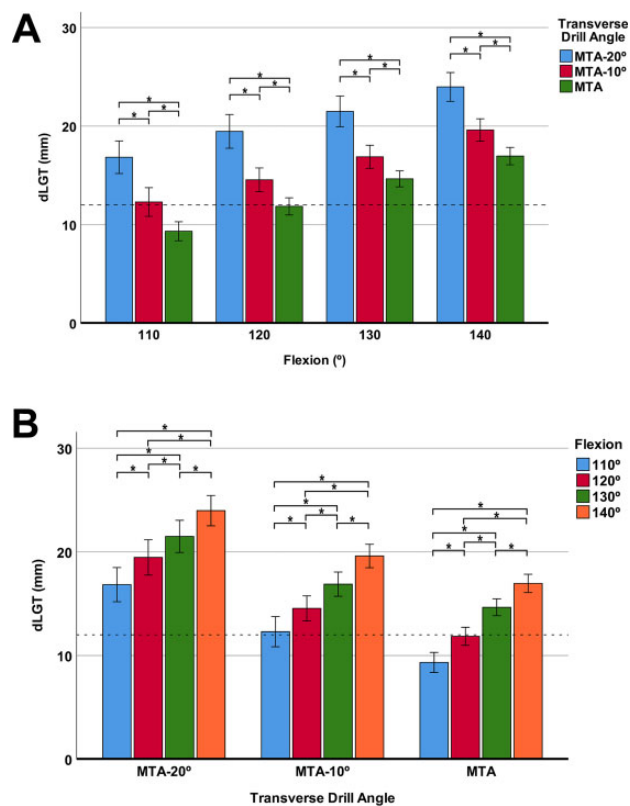 A
Transverse
Drill Angle
MTA-20º
MTA-10º
MTA
30
20
10
0
dLGT (mm)
* * * *
* * * * * * * *
110 120 130 140
Flexion (º)
B
Flexion
110º
120º
130º
140º
30
20
10
0
dLGT (mm)
* * *
* * *
* * *
* * * * * * * * *
MTA-20º MTA-10º MTA
Transverse Drill Angle